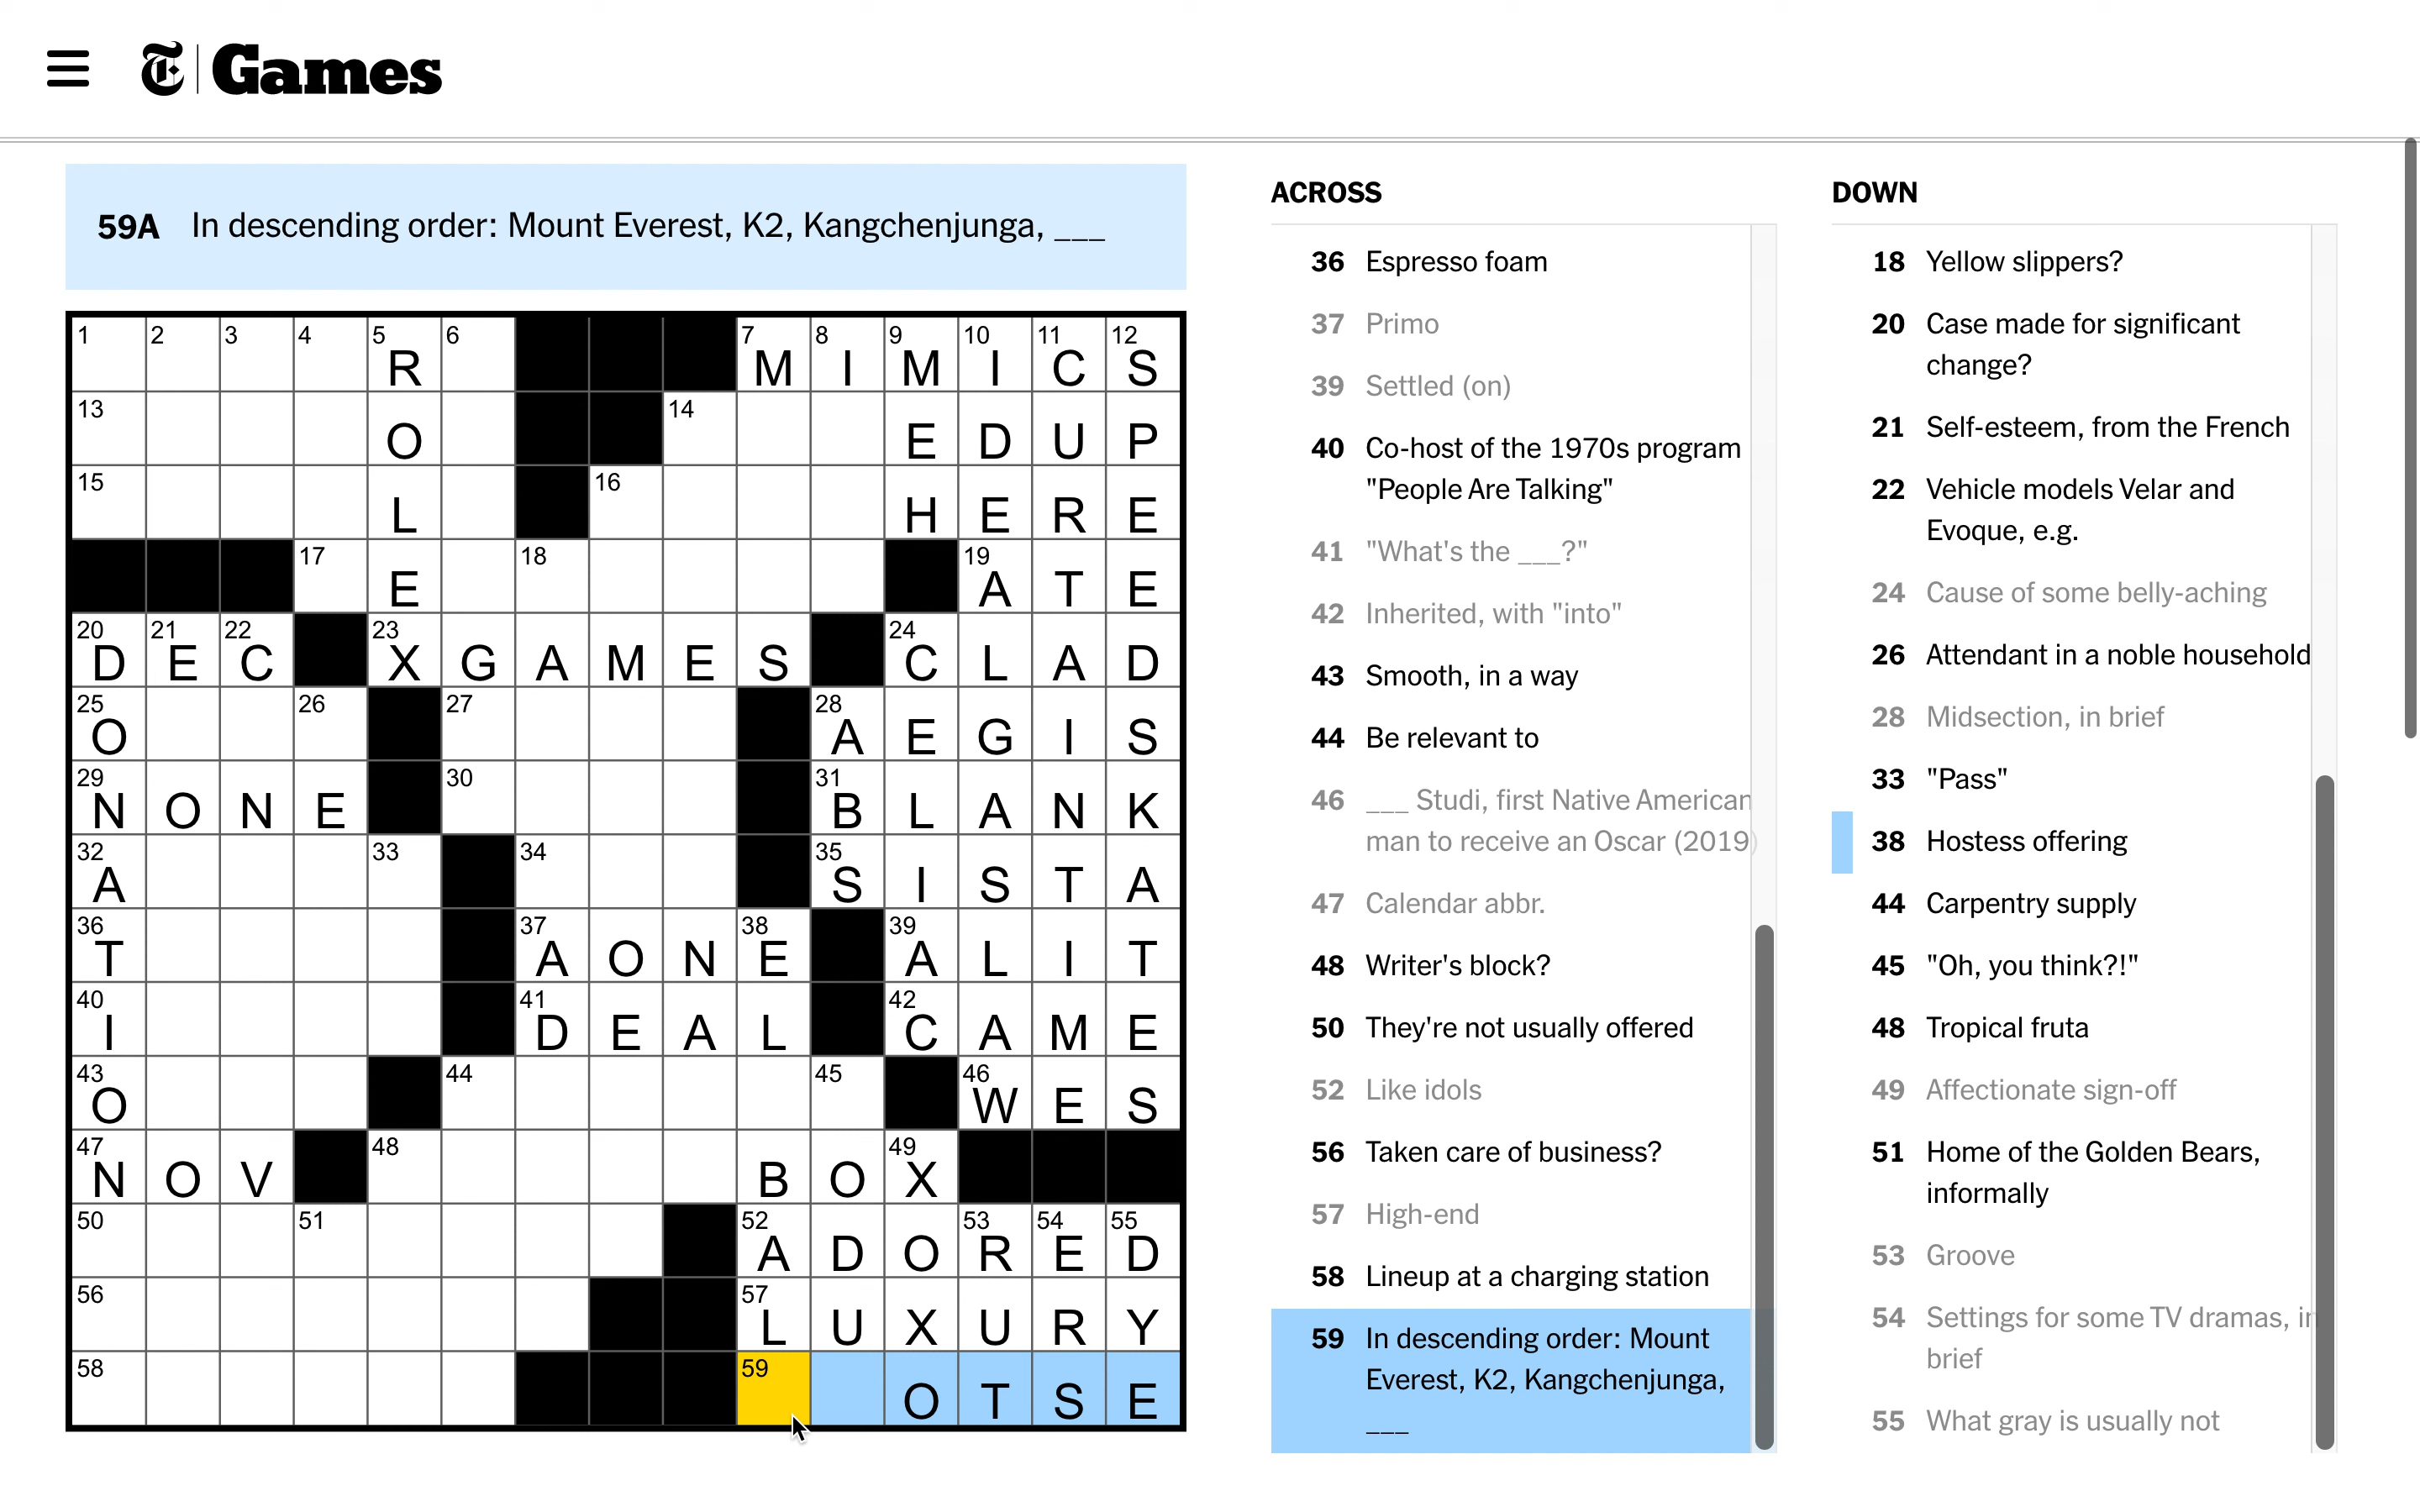 T Games
59A In descending order: Mount Everest, K2, Kangchenjunga, ___
1 2 3 4 5 6 7 8 9 10 11 12
R M I M I C S
13 14
O E D U P
15 16
L H E R E
17 18 19
E A T E
20 21 22 23 24
D E C X G A M E S C L A D
25 26 27 28
O A E G I S
29 30 31
N O N E B L A N K
32 33 34 35
A S I S T A
36 37 38 39
T A O N E A L I T
40 41 42
I D E A L C A M E
43 44 45 46
O W E S
47 48 49
N O V B O X
50 51 52 53 54 55
A D O R E D
56 57
L U X U R Y
58 59
O T S E
ACROSS
36 Espresso foam
37 Primo
39 Settled (on)
40 Co-host of the 1970s program
"People Are Talking"
41 "What's the ___?"
42 Inherited, with "into"
43 Smooth, in a way
44 Be relevant to
46 ___ Studi, first Native American
man to receive an Oscar (2019)
47 Calendar abbr.
48 Writer's block?
50 They're not usually offered
52 Like idols
56 Taken care of business?
57 High-end
58 Lineup at a charging station
59 In descending order: Mount
Everest, K2, Kangchenjunga,
___
DOWN
18 Yellow slippers?
20 Case made for significant
change?
21 Self-esteem, from the French
22 Vehicle models Velar and
Evoque, e.g.
24 Cause of some belly-aching
26 Attendant in a noble household
28 Midsection, in brief
33 "Pass"
38 Hostess offering
44 Carpentry supply
45 "Oh, you think?!"
48 Tropical fruta
49 Affectionate sign-off
51 Home of the Golden Bears,
informally
53 Groove
54 Settings for some TV dramas, in
brief
55 What gray is usually not